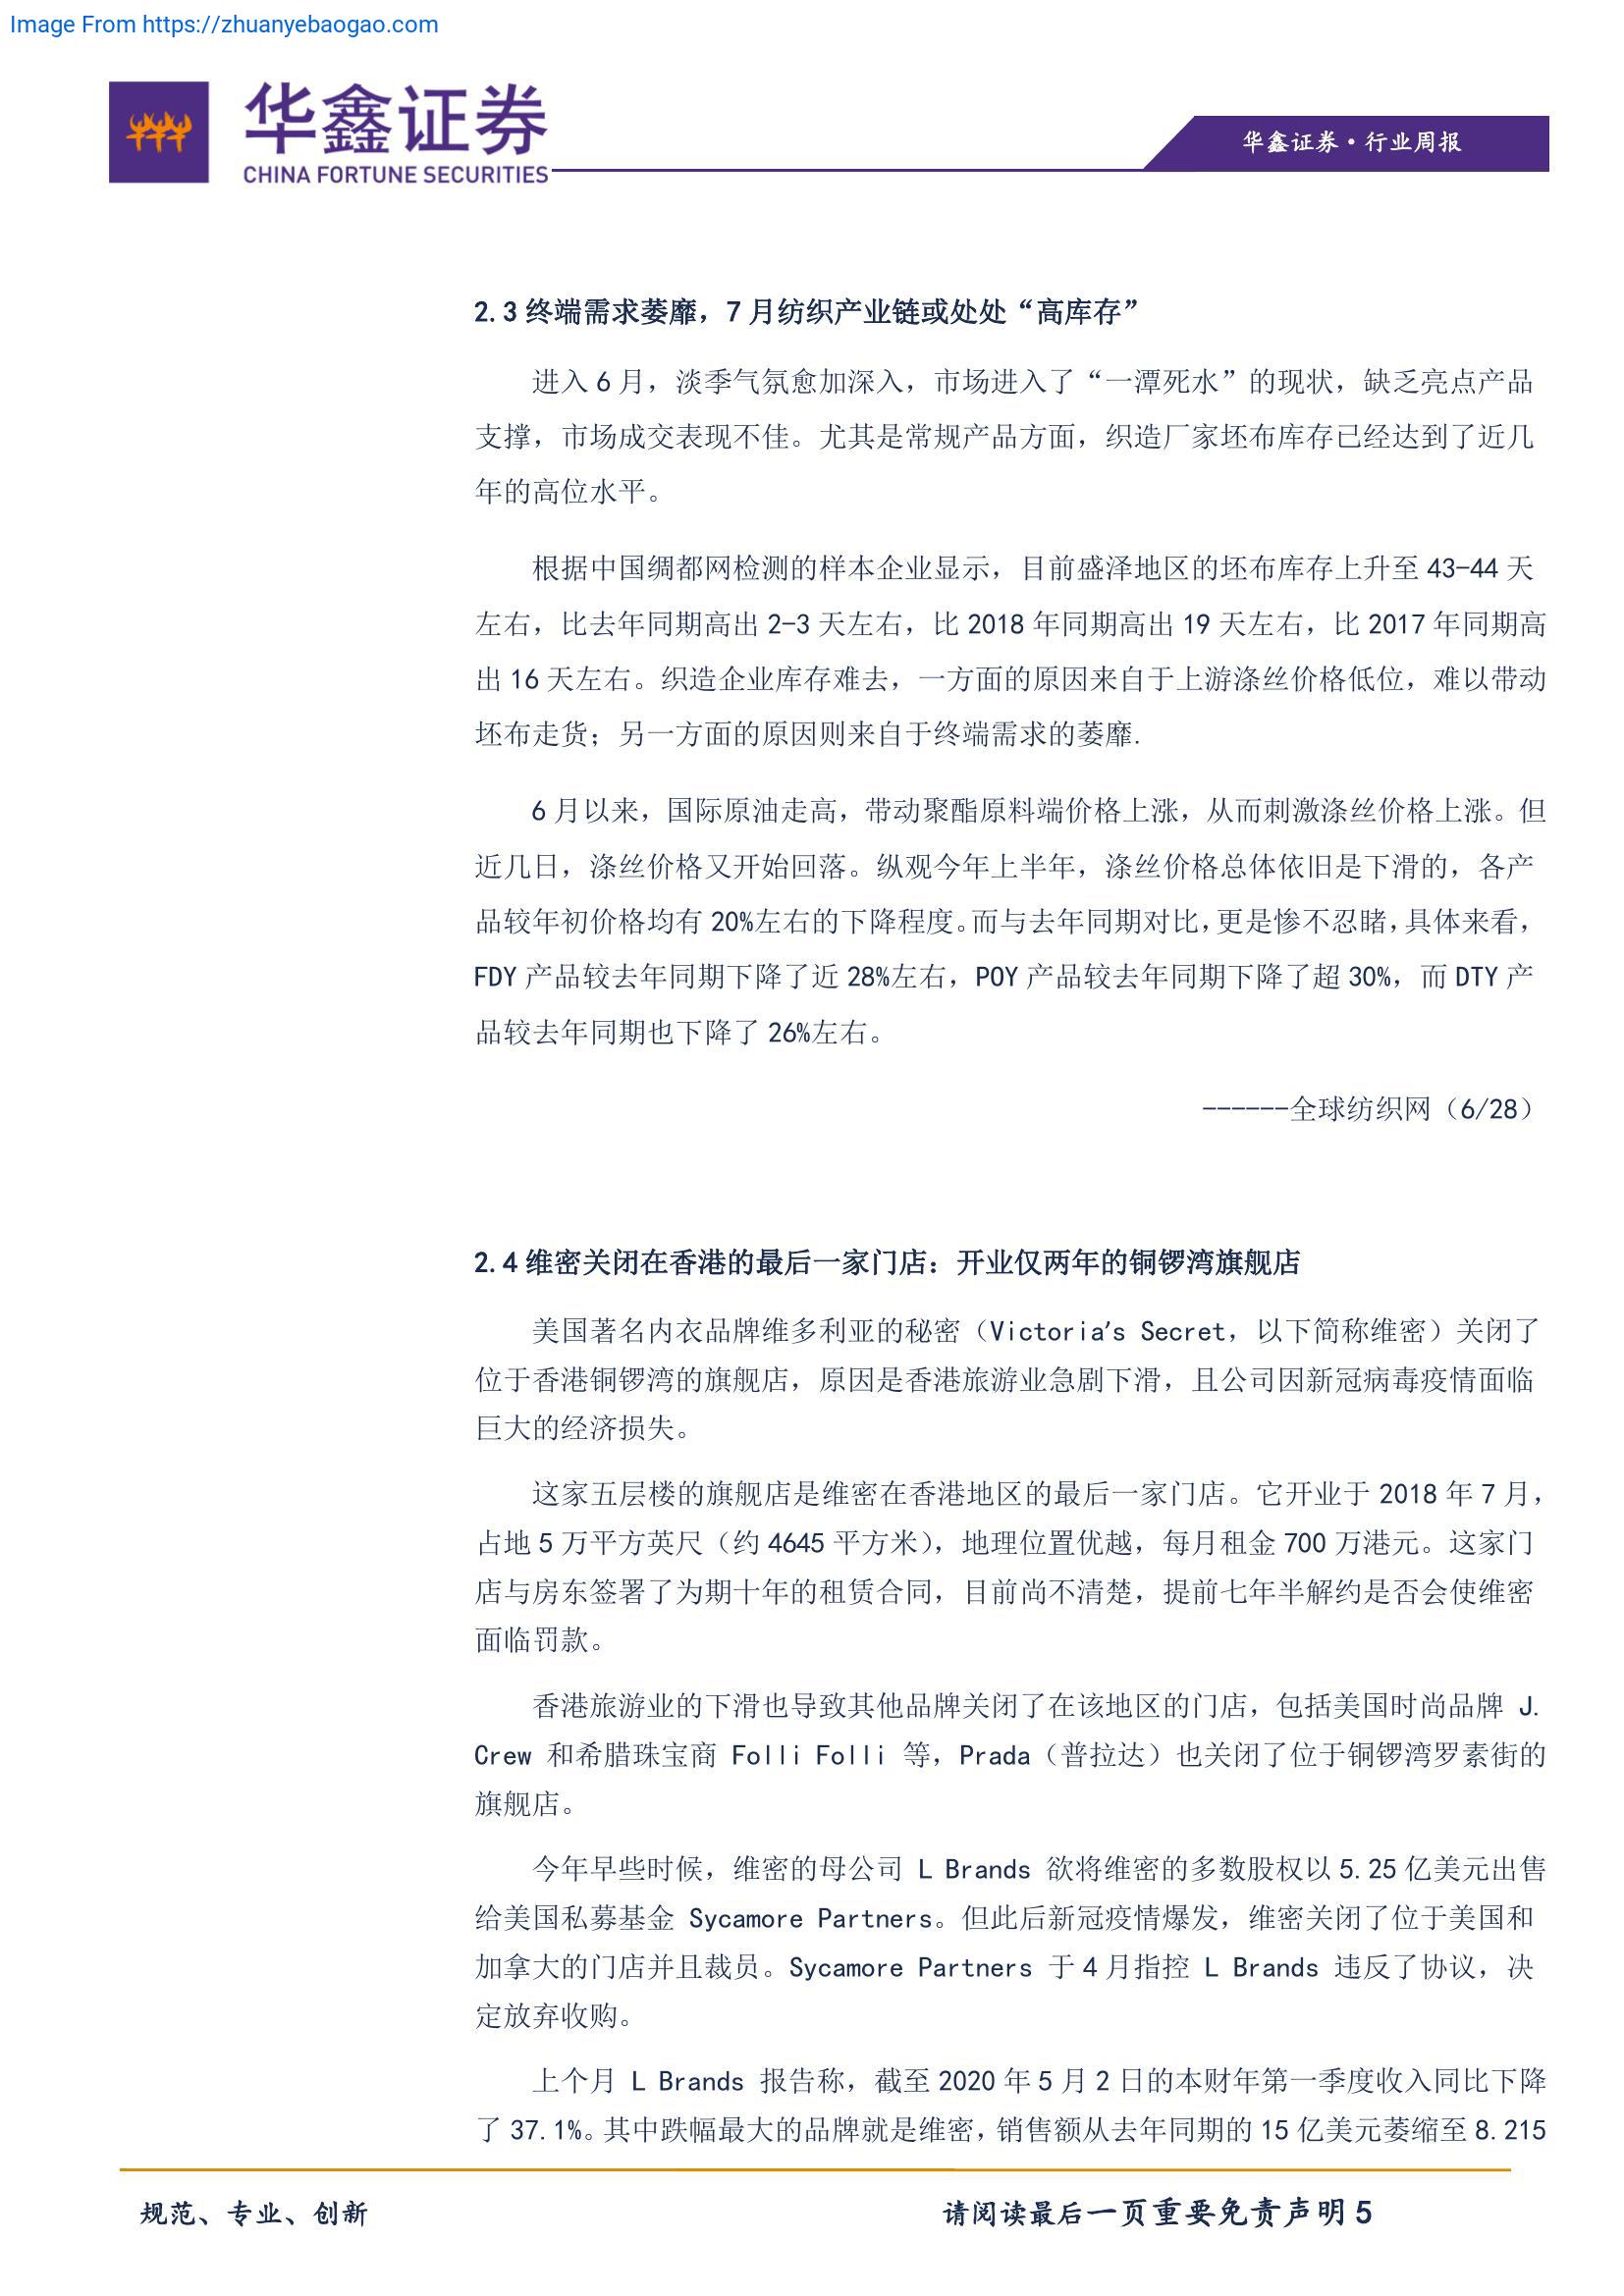 Image From https://zhuanyebaogao.com
华鑫证券
CHINA FORTUNE SECURITIES
华鑫证券·行业周报
2.3 终端需求萎靡，7 月纺织产业链或处处“高库存”
进入 6 月，淡季气氛愈加深入，市场进入了“一潭死水”的现状，缺乏亮点产品
支撑，市场成交表现不佳。尤其是常规产品方面，织造厂家坯布库存已经达到了近几
年的高位水平。
根据中国绸都网检测的样本企业显示，目前盛泽地区的坯布库存上升至 43-44 天
左右，比去年同期高出 2-3 天左右，比 2018 年同期高出 19 天左右，比 2017 年同期高
出 16 天左右。织造企业库存难去，一方面的原因来自于上游涤丝价格低位，难以带动
坯布走货；另一方面的原因则来自于终端需求的萎靡.
6 月以来，国际原油走高，带动聚酯原料端价格上涨，从而刺激涤丝价格上涨。但
近几日，涤丝价格又开始回落。纵观今年上半年，涤丝价格总体依旧是下滑的，各产
品较年初价格均有 20%左右的下降程度。而与去年同期对比，更是惨不忍睹，具体来看，
FDY 产品较去年同期下降了近 28%左右，POY 产品较去年同期下降了超 30%，而 DTY 产
品较去年同期也下降了 26%左右。
------全球纺织网（6/28）
2.4 维密关闭在香港的最后一家门店：开业仅两年的铜锣湾旗舰店
美国著名内衣品牌维多利亚的秘密（Victoria’s Secret，以下简称维密）关闭了
位于香港铜锣湾的旗舰店，原因是香港旅游业急剧下滑，且公司因新冠病毒疫情面临
巨大的经济损失。
这家五层楼的旗舰店是维密在香港地区的最后一家门店。它开业于 2018 年 7 月，
占地 5 万平方英尺（约 4645 平方米），地理位置优越，每月租金 700 万港元。这家门
店与房东签署了为期十年的租赁合同，目前尚不清楚，提前七年半解约是否会使维密
面临罚款。
香港旅游业的下滑也导致其他品牌关闭了在该地区的门店，包括美国时尚品牌 J.
Crew 和希腊珠宝商 Folli Folli 等，Prada（普拉达）也关闭了位于铜锣湾罗素街的
旗舰店。
今年早些时候，维密的母公司 L Brands 欲将维密的多数股权以 5.25 亿美元出售
给美国私募基金 Sycamore Partners。但此后新冠疫情爆发，维密关闭了位于美国和
加拿大的门店并且裁员。Sycamore Partners 于 4 月指控 L Brands 违反了协议，决
定放弃收购。
上个月 L Brands 报告称，截至 2020 年 5 月 2 日的本财年第一季度收入同比下降
了 37.1%。其中跌幅最大的品牌就是维密，销售额从去年同期的 15 亿美元萎缩至 8.215
规范、专业、创新
请阅读最后一页重要免责声明 5